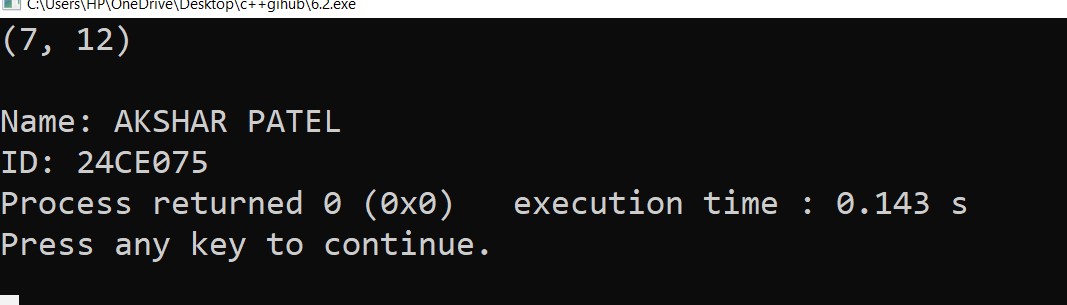 C:\Users\HP\OneDrive\Desktop\c++gihub\6.2.exe
(7, 12)
Name: AKSHAR PATEL
ID: 24CE075
Process returned 0 (0x0)   execution time : 0.143 s
Press any key to continue.